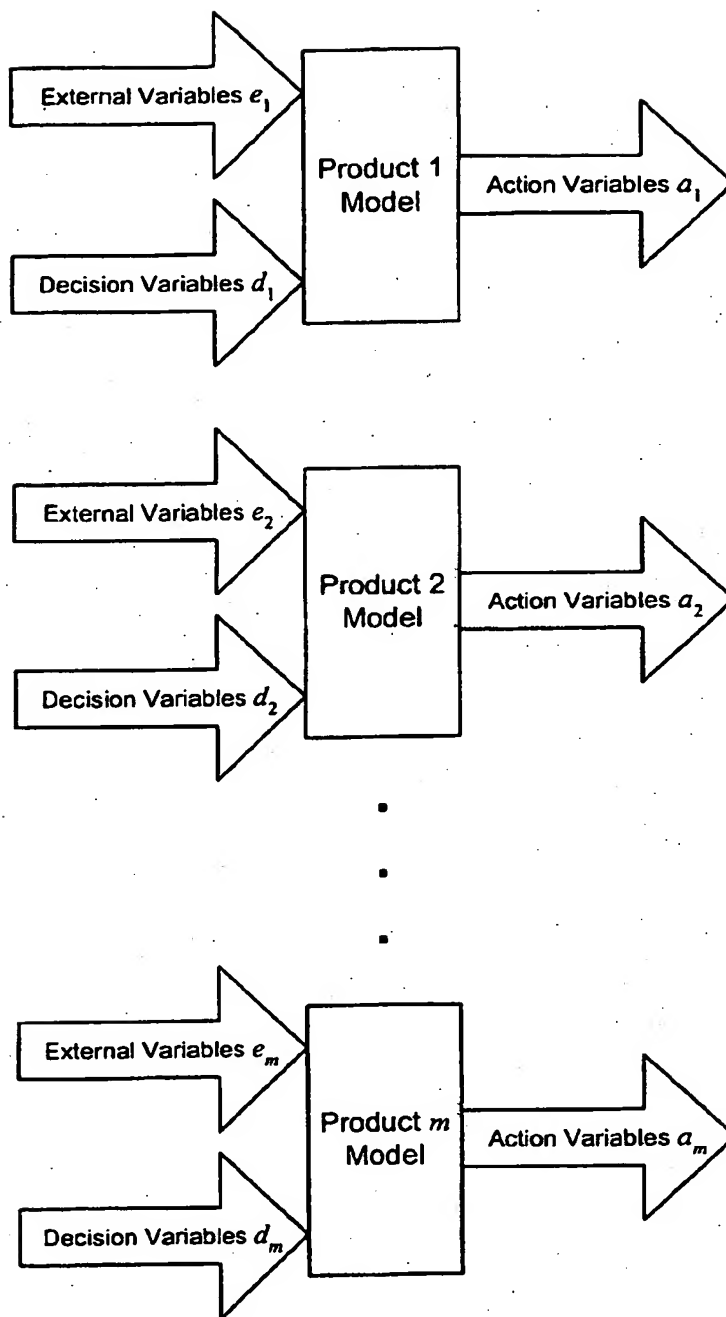 External Variables e₁
Product 1
Model
Action Variables a₁
Decision Variables d₁
External Variables e₂
Product 2
Model
Action Variables a₂
Decision Variables d₂
External Variables eₘ
Product m
Model
Action Variables aₘ
Decision Variables dₘ